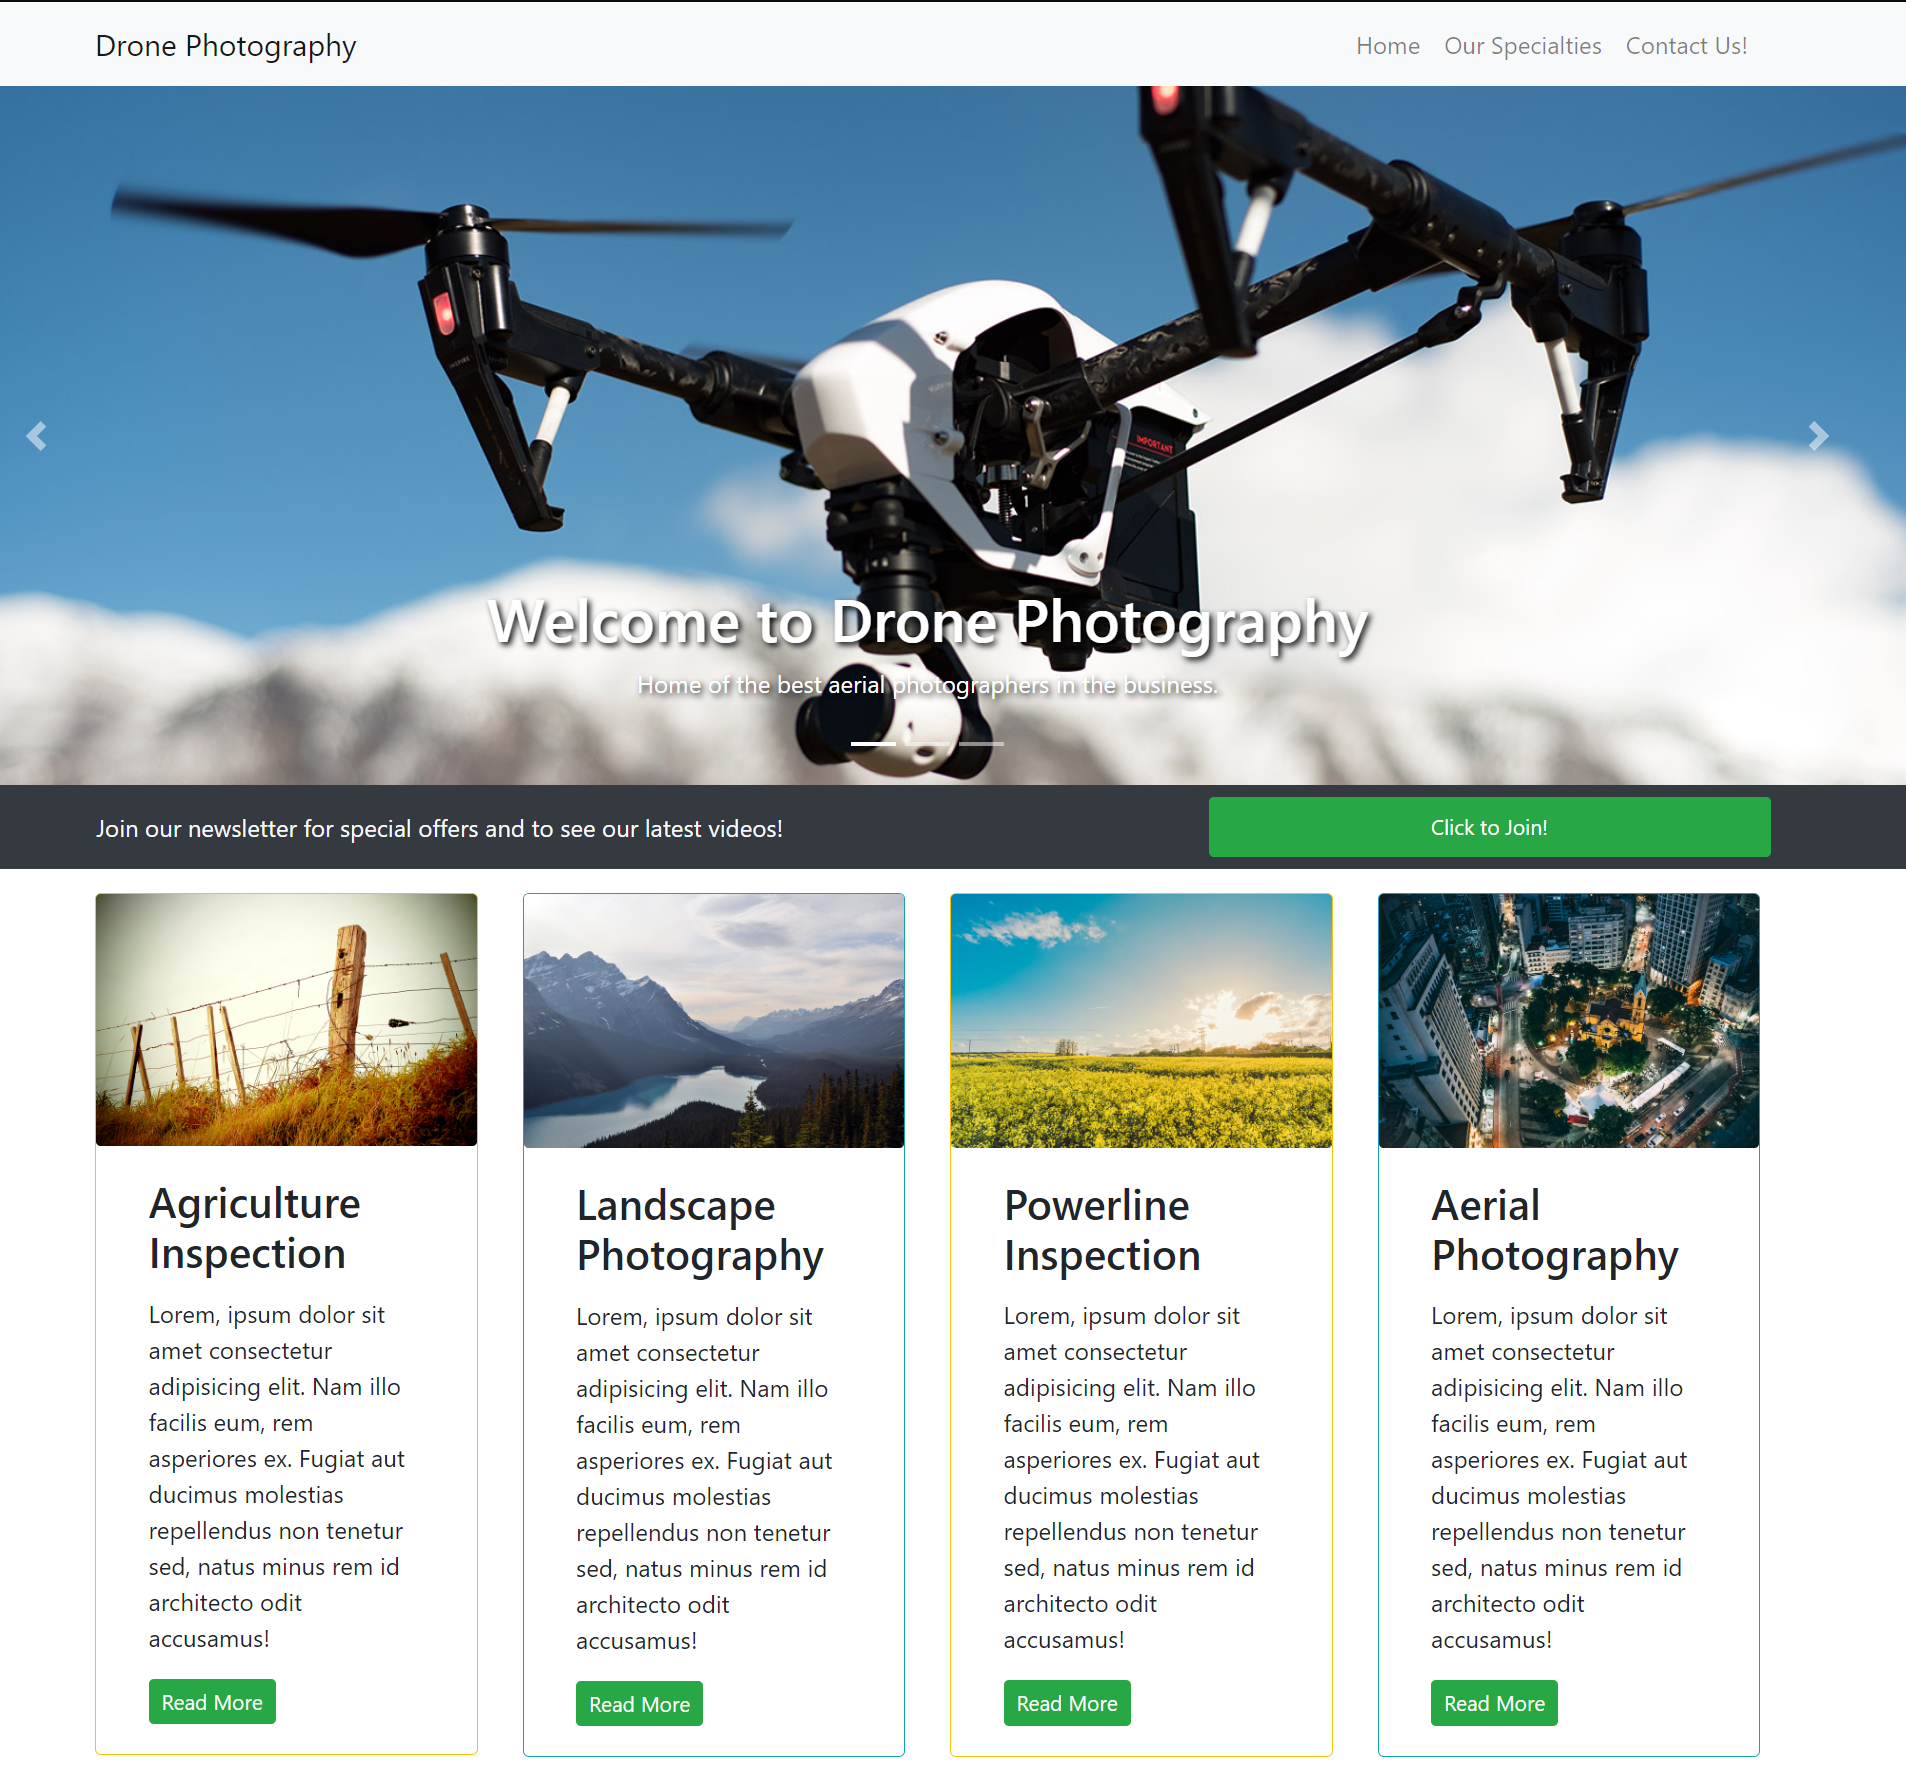 Drone Photography
Home Our Specialties Contact Us!
IMPORTANT
Welcome to Drone Photography
Home of the best aerial photographers in the business.
Join our newsletter for special offers and to see our latest videos!
Click to Join!
Agriculture
Inspection
Lorem, ipsum dolor sit
amet consectetur
adipisicing elit. Nam illo
facilis eum, rem
asperiores ex. Fugiat aut
ducimus molestias
repellendus non tenetur
sed, natus minus rem id
architecto odit
accusamus!
Read More
Landscape
Photography
Lorem, ipsum dolor sit
amet consectetur
adipisicing elit. Nam illo
facilis eum, rem
asperiores ex. Fugiat aut
ducimus molestias
repellendus non tenetur
sed, natus minus rem id
architecto odit
accusamus!
Read More
Powerline
Inspection
Lorem, ipsum dolor sit
amet consectetur
adipisicing elit. Nam illo
facilis eum, rem
asperiores ex. Fugiat aut
ducimus molestias
repellendus non tenetur
sed, natus minus rem id
architecto odit
accusamus!
Read More
Aerial
Photography
Lorem, ipsum dolor sit
amet consectetur
adipisicing elit. Nam illo
facilis eum, rem
asperiores ex. Fugiat aut
ducimus molestias
repellendus non tenetur
sed, natus minus rem id
architecto odit
accusamus!
Read More